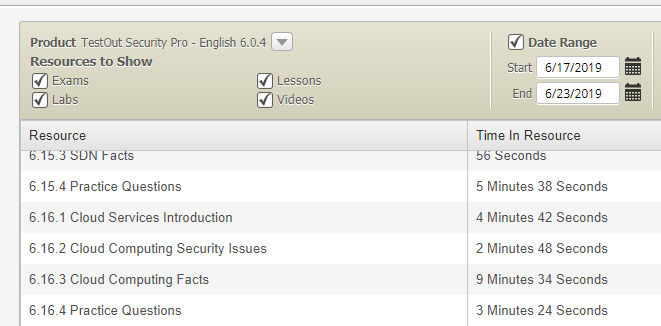 Product TestOut Security Pro - English 6.0.4
Resources to Show
Exams Lessons
Labs Videos
Date Range
Start 6/17/2019
End 6/23/2019
Resource Time In Resource
6.15.3 SDN Facts 56 Seconds
6.15.4 Practice Questions 5 Minutes 38 Seconds
6.16.1 Cloud Services Introduction 4 Minutes 42 Seconds
6.16.2 Cloud Computing Security Issues 2 Minutes 48 Seconds
6.16.3 Cloud Computing Facts 9 Minutes 34 Seconds
6.16.4 Practice Questions 3 Minutes 24 Seconds